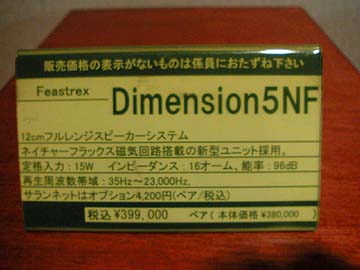 販売価格の表示がないものは係員におたずね下さい
Feastrex
Dimension5NF
12cmフルレンジスピーカーシステム
ネイチャーフラックス磁気回路搭載の新型ユニット採用。
定格入力：15W　インピーダンス：16オーム、能率：96dB
再生周波数帯域：35Hz～23,000Hz,
サランネットはオプション4,200円(ペア/税込)
税込 ¥399,000　ペア ( 本体価格 ¥380,000 )